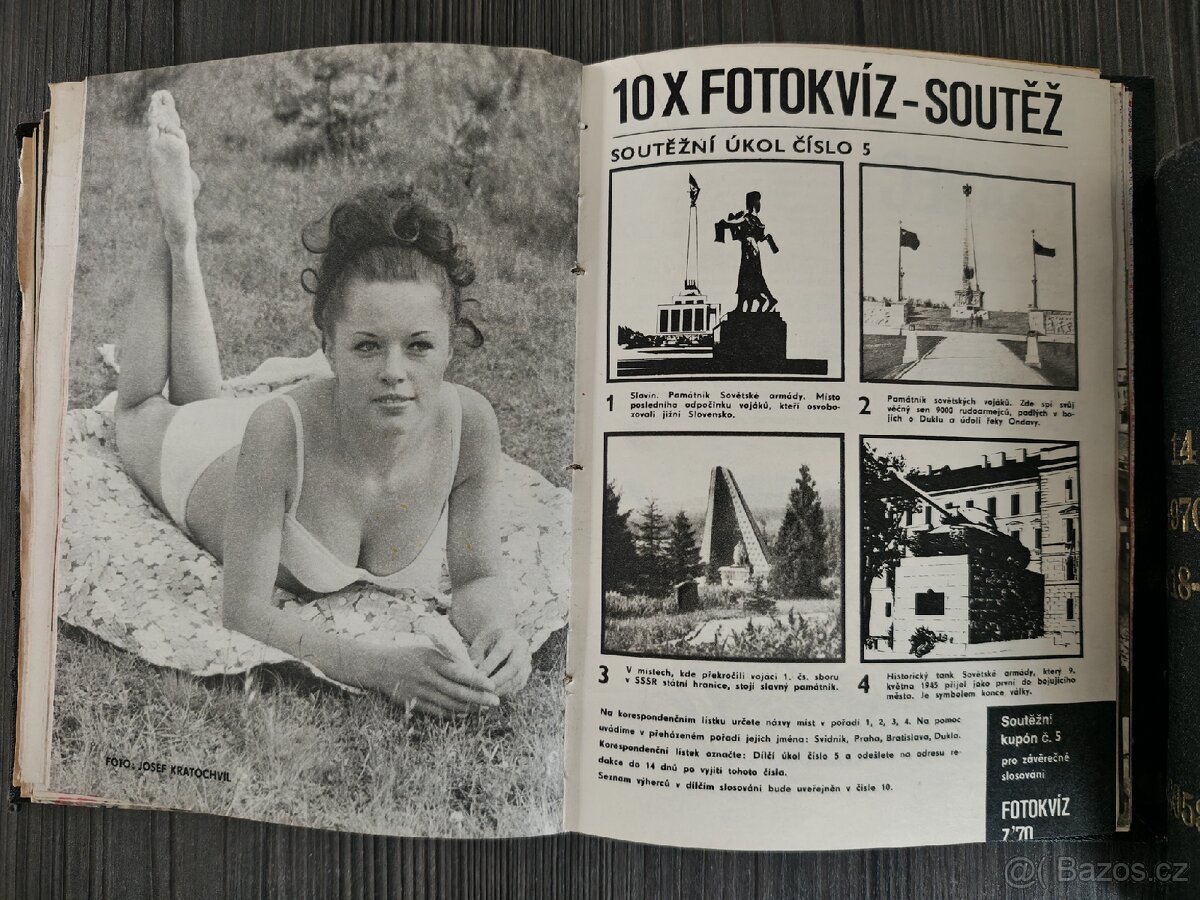 FOTO: JOSEF KRATOCHVIL
10 X FOTOKVÍZ – SOUTĚŽ
SOUTĚŽNÍ ÚKOL ČÍSLO 5
1 Slavín. Památník Sovětské armády. Místo
posledního odpočinku vojáků, kteří osvobo-
zovali jižní Slovensko.
2 Památník sovětských vojáků. Zde spí svůj
věčný sen 9000 rudoarmejců, padlých v bo-
jích o Duklu a údolí řeky Ondavy.
3 V místech, kde překročili vojáci 1. čs. sboru
v SSSR státní hranice, stojí slavný památník.
4 Historický tank Sovětské armády, který 9.
května 1945 přijel jako první do bojujícího
města. Je symbolem konce války.
Na korespondenčním lístku určete názvy míst v pořadí 1, 2, 3, 4. Na pomoc
uvádíme v přeházeném pořadí jejich jména: Svidník, Praha, Bratislava, Dukla.
Korespondenční lístek označte: Dílčí úkol číslo 5 a odešlete na adresu re-
dakce do 14 dnů po vyjití tohoto čísla.
Seznam výherců v dílčím slosování bude uveřejněn v čísle 10.
Soutěžní
kupón č. 5
pro závěrečné
slosování
FOTOKVÍZ
Z '70
Bazos.cz